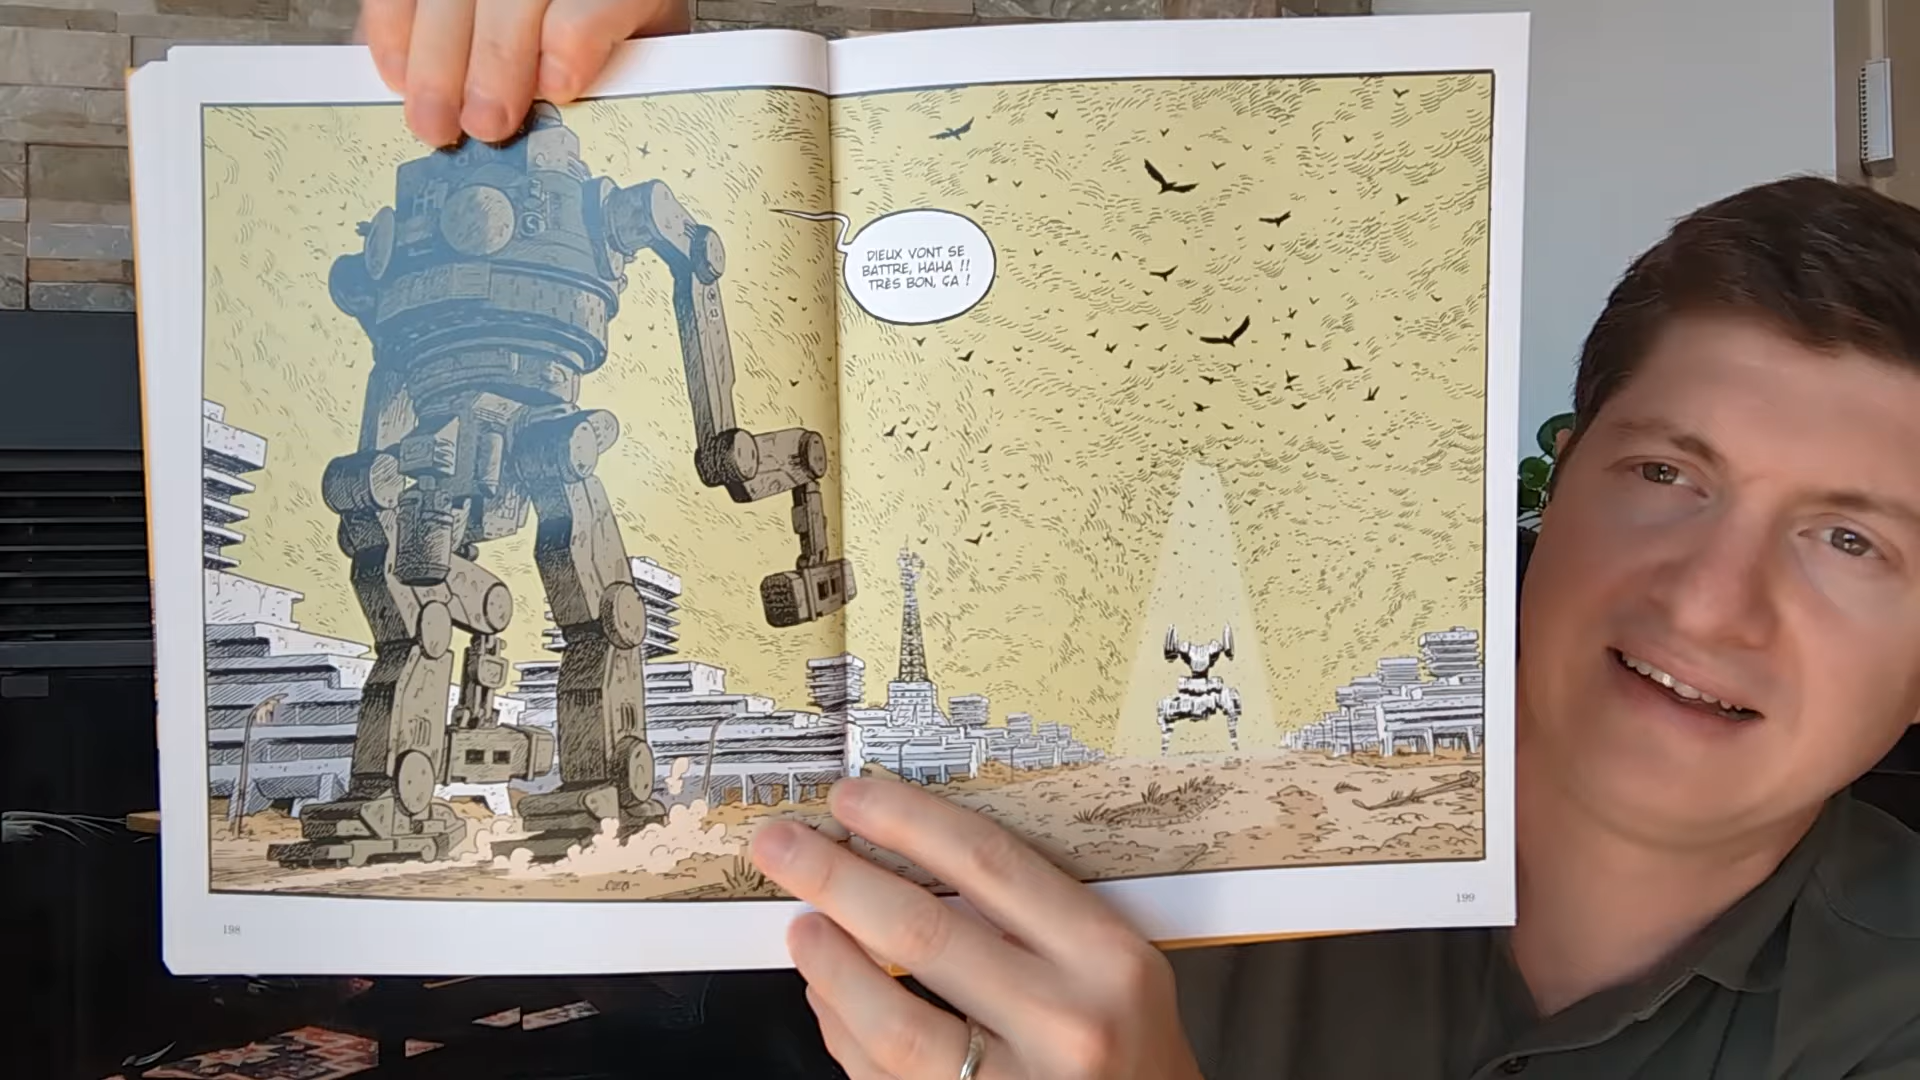 DIEUX VONT SE
BATTRE, HAHA !!
TRÈS BON, ÇA !
198
199